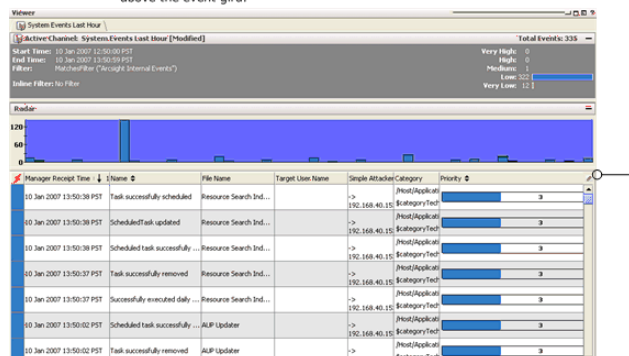 above the event grid.
Viewer
System Events Last Hour
Active Channel: System Events Last Hour [Modified]
Total Events: 335
Start Time: 10 Jan 2007 12:50:00 PST
End Time: 10 Jan 2007 13:50:59 PST
Filter: MatchesFilter ("Arcsight Internal Events")
Inline Filter: No Filter
Very High: 0
High: 0
Medium: 1
Low: 322
Very Low: 12
Radar
120
60
0
Manager Receipt Time 1 Name File Name Target User Name Simple Attacker Category Priority
10 Jan 2007 13:50:38 PST Task successfully scheduled Resource Search Ind... -> 192.168.40.15 /Host/Applicati $categoryTech 3
10 Jan 2007 13:50:38 PST ScheduledTask updated Resource Search Ind... -> 192.168.40.15 /Host/Applicati $categoryTech 3
10 Jan 2007 13:50:38 PST Scheduled task successfully ... Resource Search Ind... -> 192.168.40.15 /Host/Applicati $categoryTech 3
10 Jan 2007 13:50:37 PST Task successfully removed Resource Search Ind... -> 192.168.40.15 /Host/Applicati $categoryTech 3
10 Jan 2007 13:50:37 PST Successfully executed daily ... Resource Search Ind... -> 192.168.40.15 /Host/Applicati $categoryTech 3
10 Jan 2007 13:50:02 PST Scheduled task successfully ... AUP Updater -> 192.168.40.15 /Host/Applicati $categoryTech 3
10 Jan 2007 13:50:02 PST Task successfully removed AUP Updater -> /Host/Applicati 3